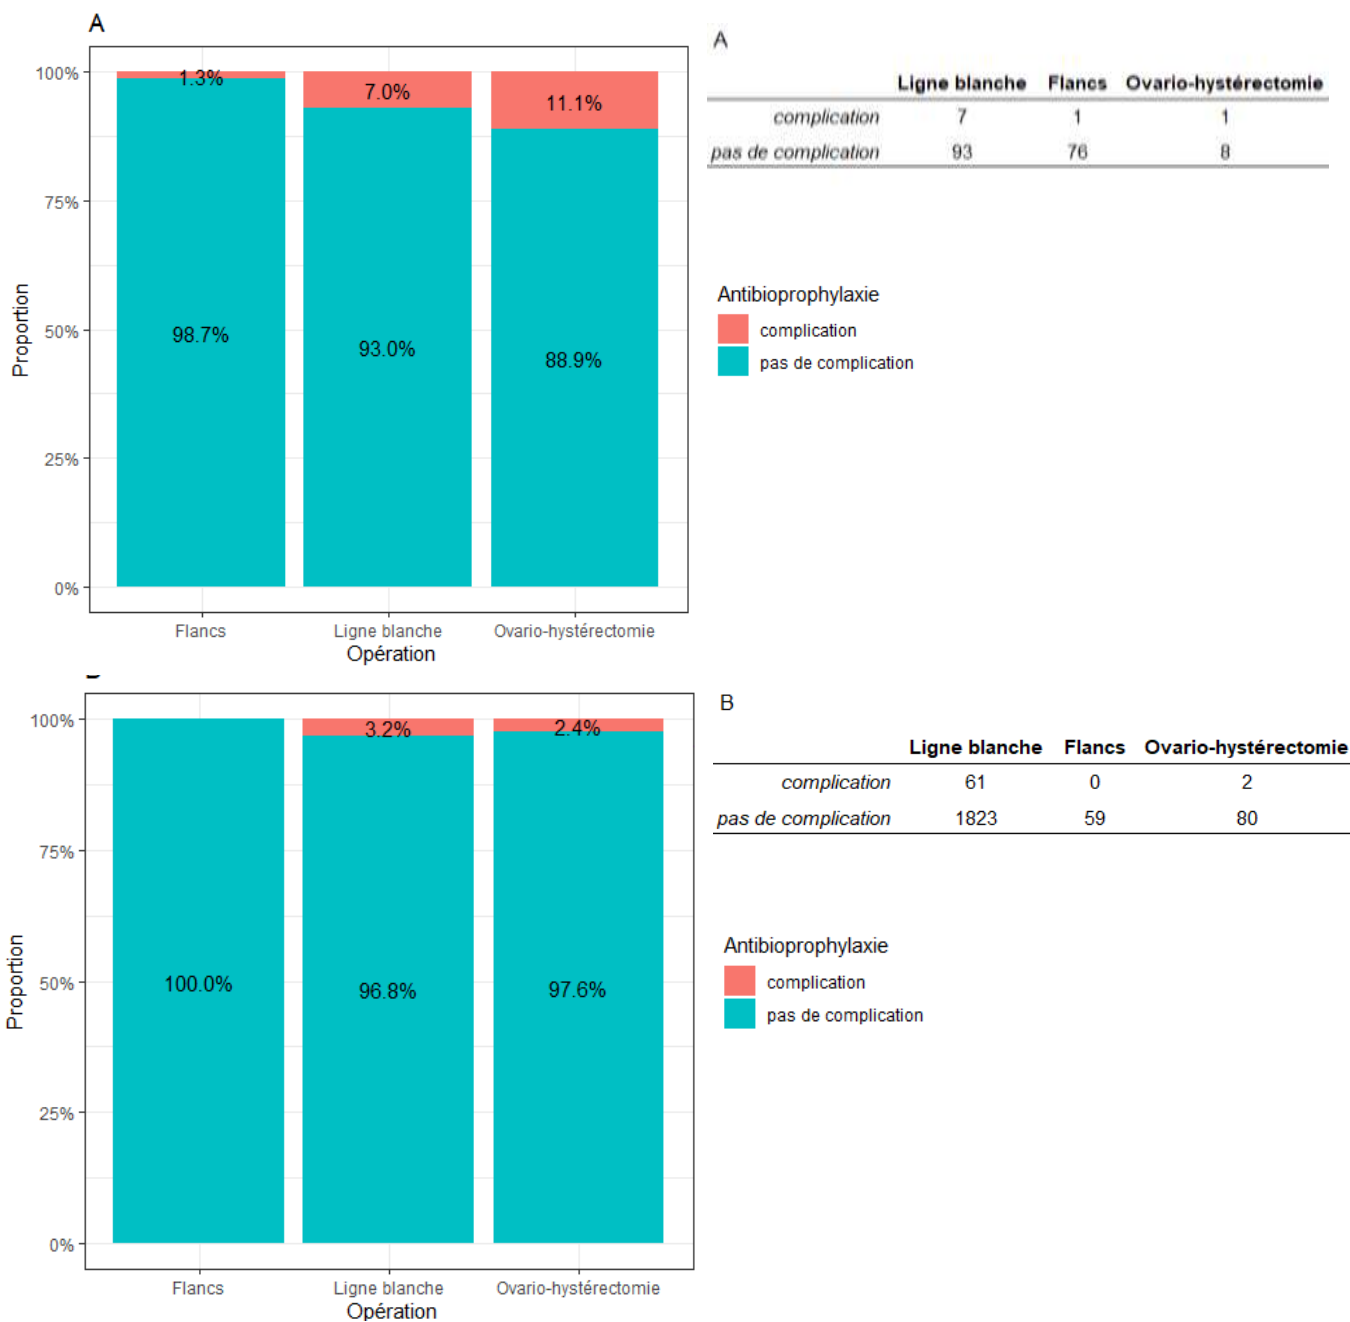 A
100%
75%
50%
25%
0%
Proportion
1.3%
7.0%
11.1%
98.7%
93.0%
88.9%
Flancs Ligne blanche Ovario-hystérectomie
Opération
A
Ligne blanche Flancs Ovario-hystérectomie
complication 7 1 1
pas de complication 93 76 8
Antibioprophylaxie
complication
pas de complication
100%
75%
50%
25%
0%
Proportion
3.2%
2.4%
100.0%
96.8%
97.6%
Flancs Ligne blanche Ovario-hystérectomie
Opération
B
Ligne blanche Flancs Ovario-hystérectomie
complication 61 0 2
pas de complication 1823 59 80
Antibioprophylaxie
complication
pas de complication